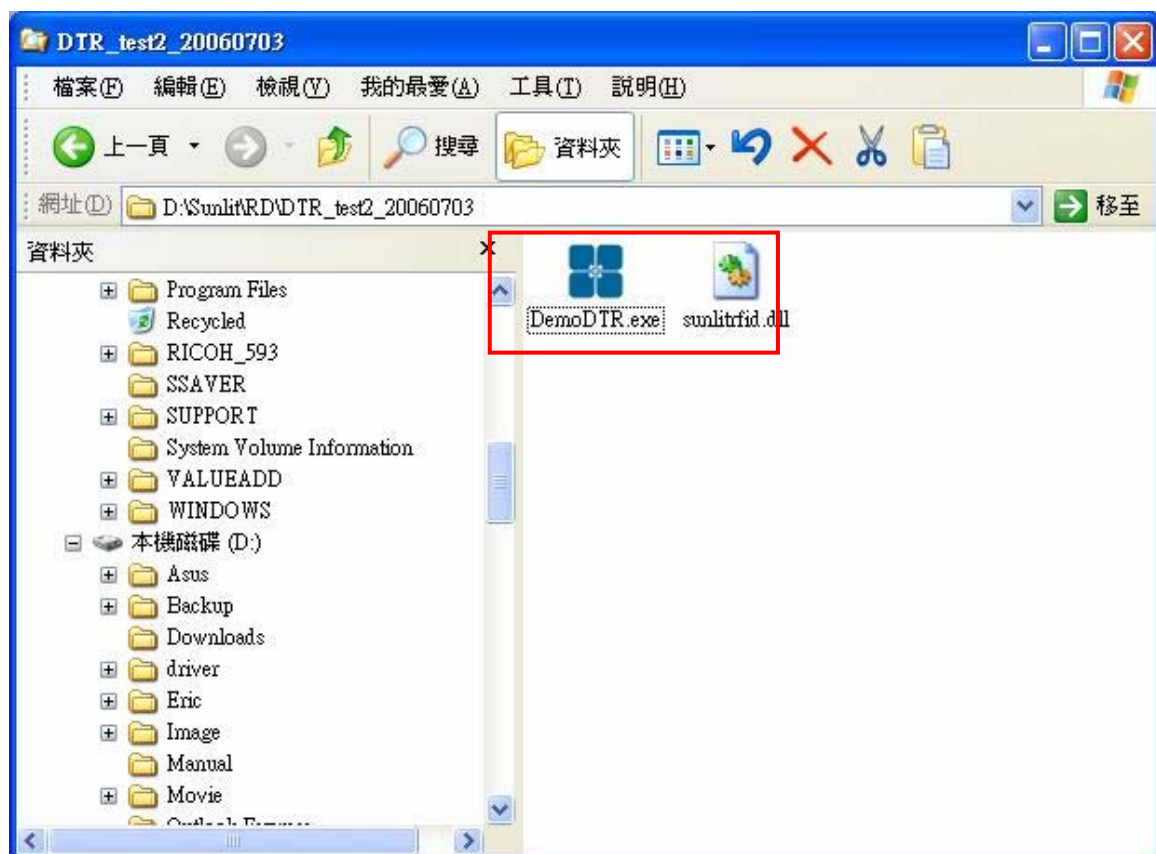 DTR_test2_20060703
檔案(F) 編輯(E) 檢視(V) 我的最愛(A) 工具(T) 說明(H)
上一頁 搜尋 資料夾
網址(D) D:\Sunlit\RD\DTR_test2_20060703 移至
資料夾 x
Program Files
Recycled
RICOH_593
SSAVER
SUPPORT
System Volume Information
VALUEADD
WINDOWS
本機磁碟 (D:)
Asus
Backup
Downloads
driver
Eric
Image
Manual
Movie
DemoDTR.exe sunlitrfid.dll